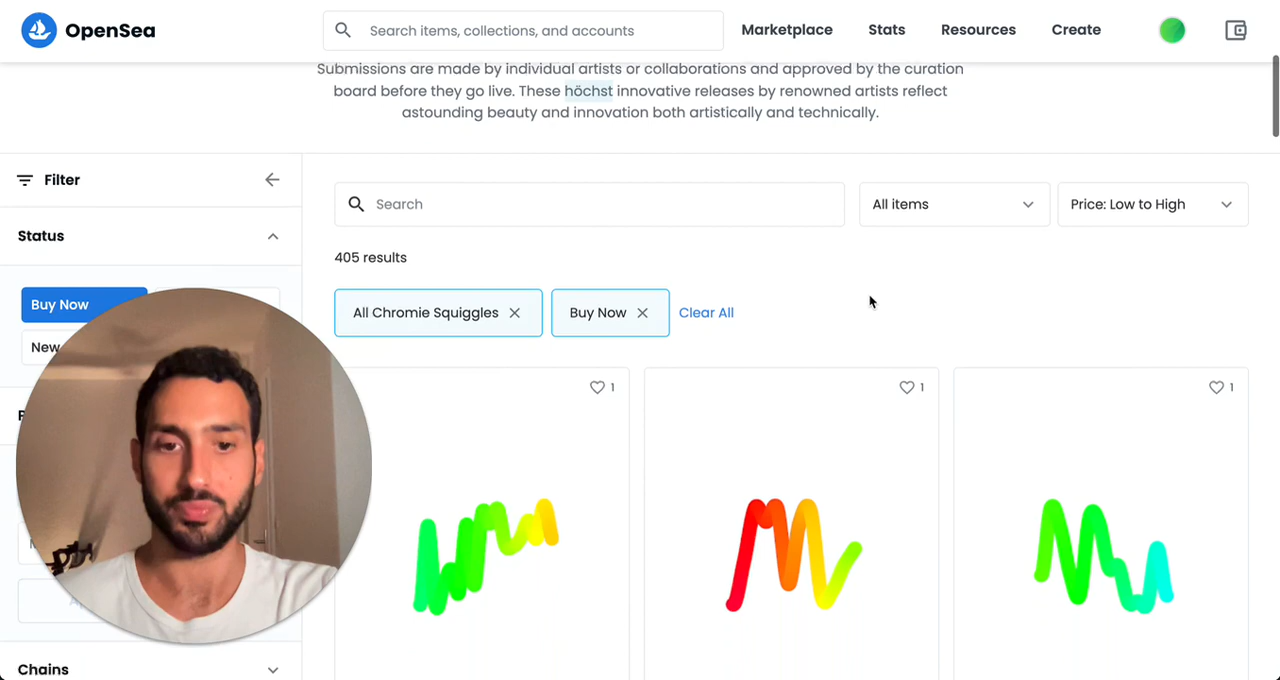 OpenSea
Search items, collections, and accounts
Marketplace
Stats
Resources
Create
Submissions are made by individual artists or collaborations and approved by the curation
board before they go live. These höchst innovative releases by renowned artists reflect
astounding beauty and innovation both artistically and technically.
Filter
Search
All items
Price: Low to High
Status
405 results
Buy Now
New
All Chromie Squiggles
Buy Now
Clear All
1
1
1
Chains